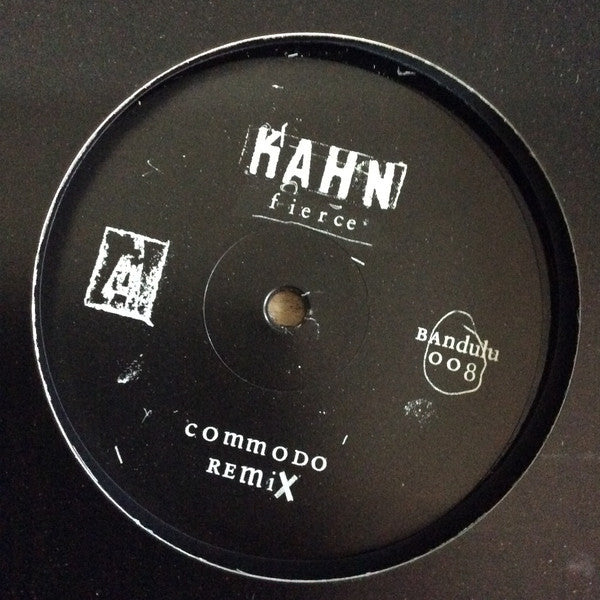 KAHN
fierce
A
BAndulu
008
COmmODO
REMiX